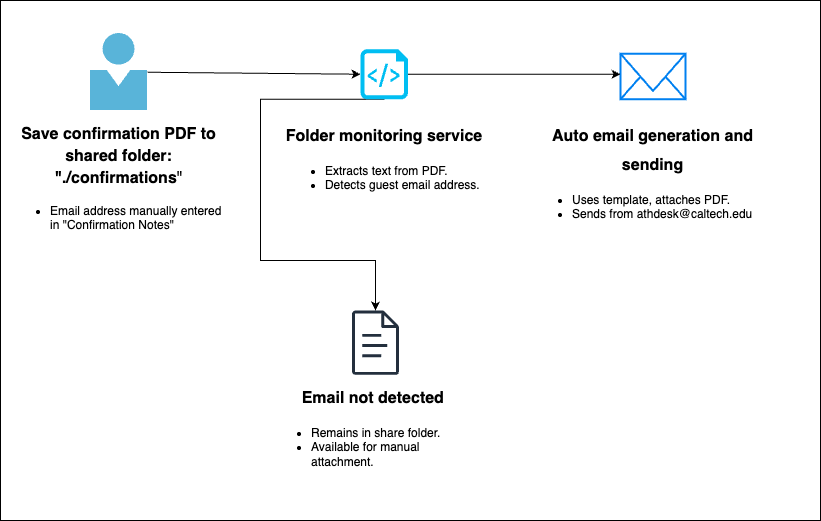 </>
Save confirmation PDF to
shared folder:
"./confirmations"
• Email address manually entered
in "Confirmation Notes"
Folder monitoring service
• Extracts text from PDF.
• Detects guest email address.
Auto email generation and
sending
• Uses template, attaches PDF.
• Sends from athdesk@caltech.edu
Email not detected
• Remains in share folder.
• Available for manual
attachment.